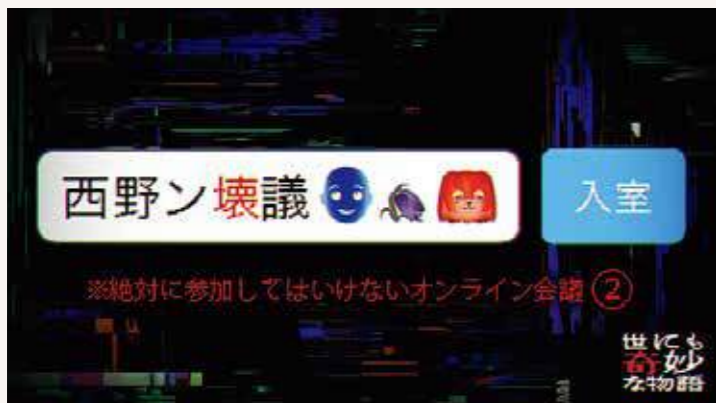 西野ン壊議
入室
※絶対に参加してはいけないオンライン会議②
世にも
奇妙
な物語